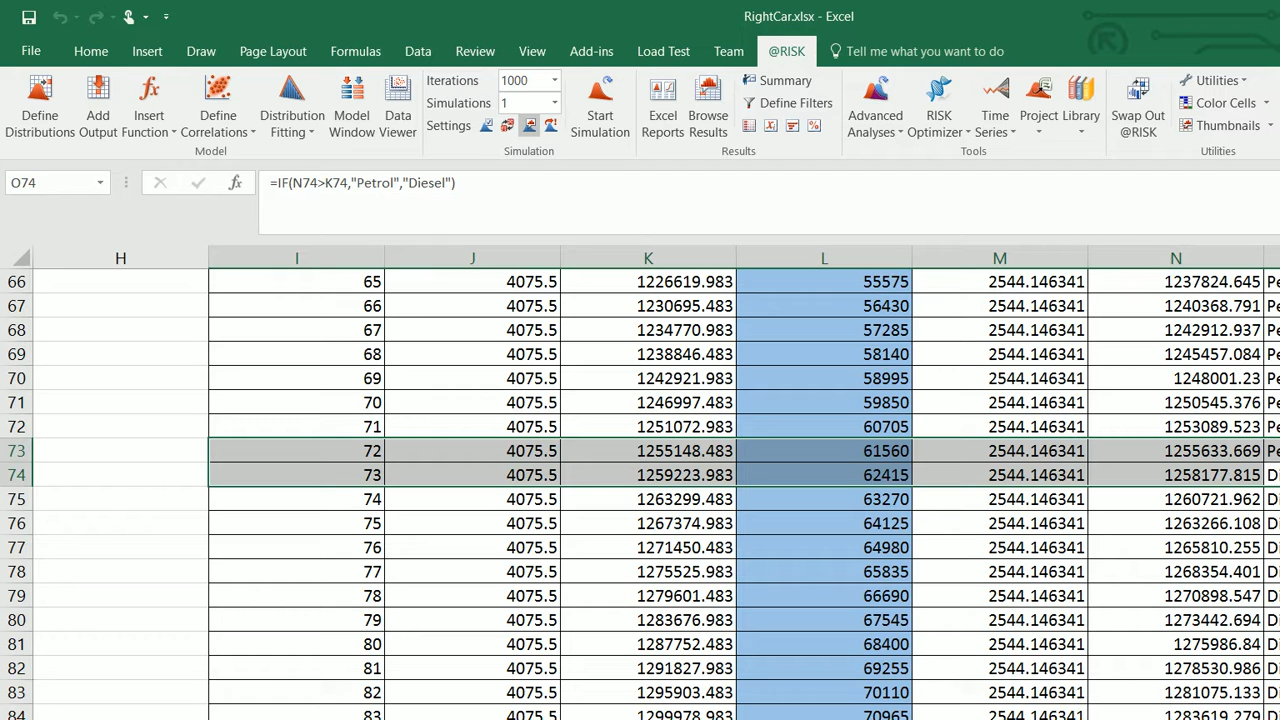 RightCar.xlsx - Excel
File Home Insert Draw Page Layout Formulas Data Review View Add-ins Load Test Team @RISK Tell me what you want to do
Define Distributions
Add Output
Insert Function
Define Correlations
Distribution Fitting
Model Window
Data Viewer
Model
Iterations 1000
Simulations 1
Settings
Start Simulation
Simulation
Excel Reports
Browse Results
Summary
Define Filters
Results
Advanced Analyses
RISK Optimizer
Time Series
Project
Library
Tools
Swap Out @RISK
Utilities
Color Cells
Thumbnails
Utilities
O74 fx =IF(N74>K74,"Petrol","Diesel")
H I J K L M N
66 65 4075.5 1226619.983 55575 2544.146341 1237824.645 Pe
67 66 4075.5 1230695.483 56430 2544.146341 1240368.791 Pe
68 67 4075.5 1234770.983 57285 2544.146341 1242912.937 Pe
69 68 4075.5 1238846.483 58140 2544.146341 1245457.084 Pe
70 69 4075.5 1242921.983 58995 2544.146341 1248001.23 Pe
71 70 4075.5 1246997.483 59850 2544.146341 1250545.376 Pe
72 71 4075.5 1251072.983 60705 2544.146341 1253089.523 Pe
73 72 4075.5 1255148.483 61560 2544.146341 1255633.669 Pe
74 73 4075.5 1259223.983 62415 2544.146341 1258177.815 Di
75 74 4075.5 1263299.483 63270 2544.146341 1260721.962 Di
76 75 4075.5 1267374.983 64125 2544.146341 1263266.108 Di
77 76 4075.5 1271450.483 64980 2544.146341 1265810.255 Di
78 77 4075.5 1275525.983 65835 2544.146341 1268354.401 Di
79 78 4075.5 1279601.483 66690 2544.146341 1270898.547 Di
80 79 4075.5 1283676.983 67545 2544.146341 1273442.694 Di
81 80 4075.5 1287752.483 68400 2544.146341 1275986.84 Di
82 81 4075.5 1291827.983 69255 2544.146341 1278530.986 Di
83 82 4075.5 1295903.483 70110 2544.146341 1281075.133 Di
84 83 4075.5 1299978.983 70965 2544.146341 1283619.279 Di